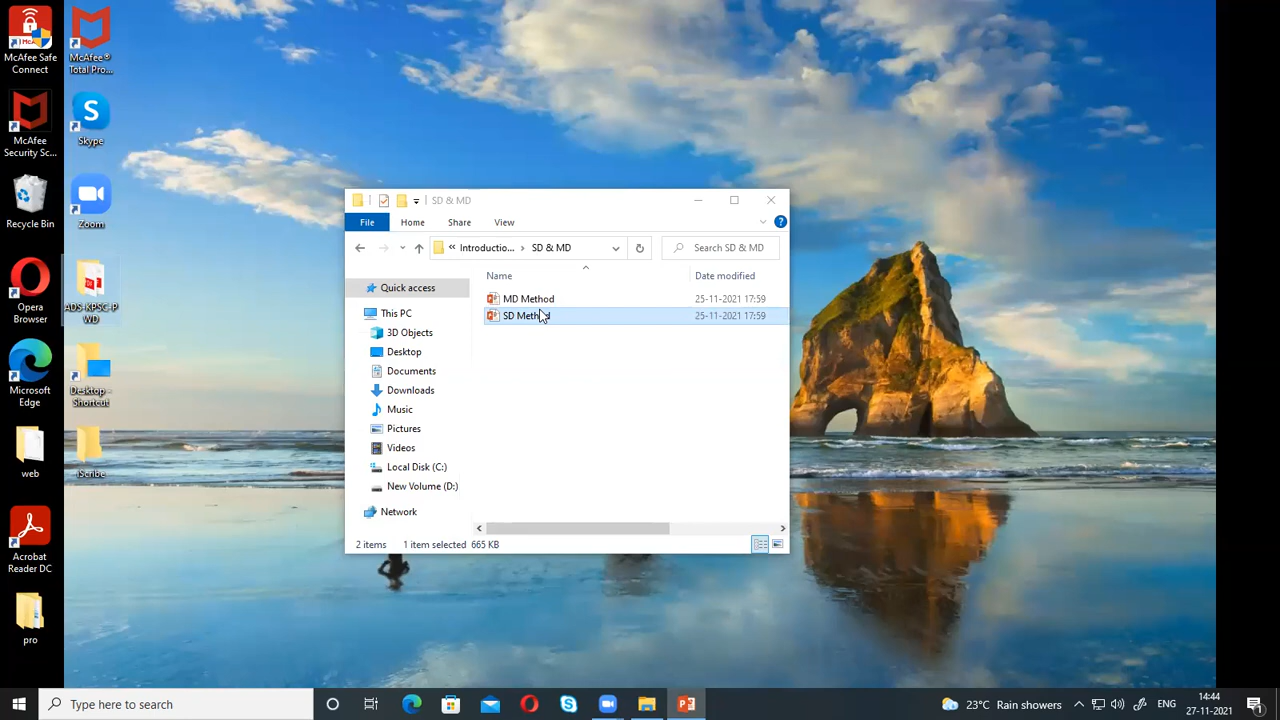 McAfee Safe
Connect
McAfee®
Total Pro...
McAfee
Security Sc...
Skype
Recycle Bin
Zoom
Opera
Browser
ADS-KPSC-P
WD
Microsoft
Edge
Desktop -
Shortcut
web
iScribe
Acrobat
Reader DC
pro
SD & MD
File Home Share View
« Introductio... › SD & MD
Search SD & MD
Name Date modified
MD Method 25-11-2021 17:59
SD Method 25-11-2021 17:59
Quick access
This PC
3D Objects
Desktop
Documents
Downloads
Music
Pictures
Videos
Local Disk (C:)
New Volume (D:)
Network
2 items 1 item selected 665 KB
Type here to search
23°C Rain showers
ENG
14:44
27-11-2021
1